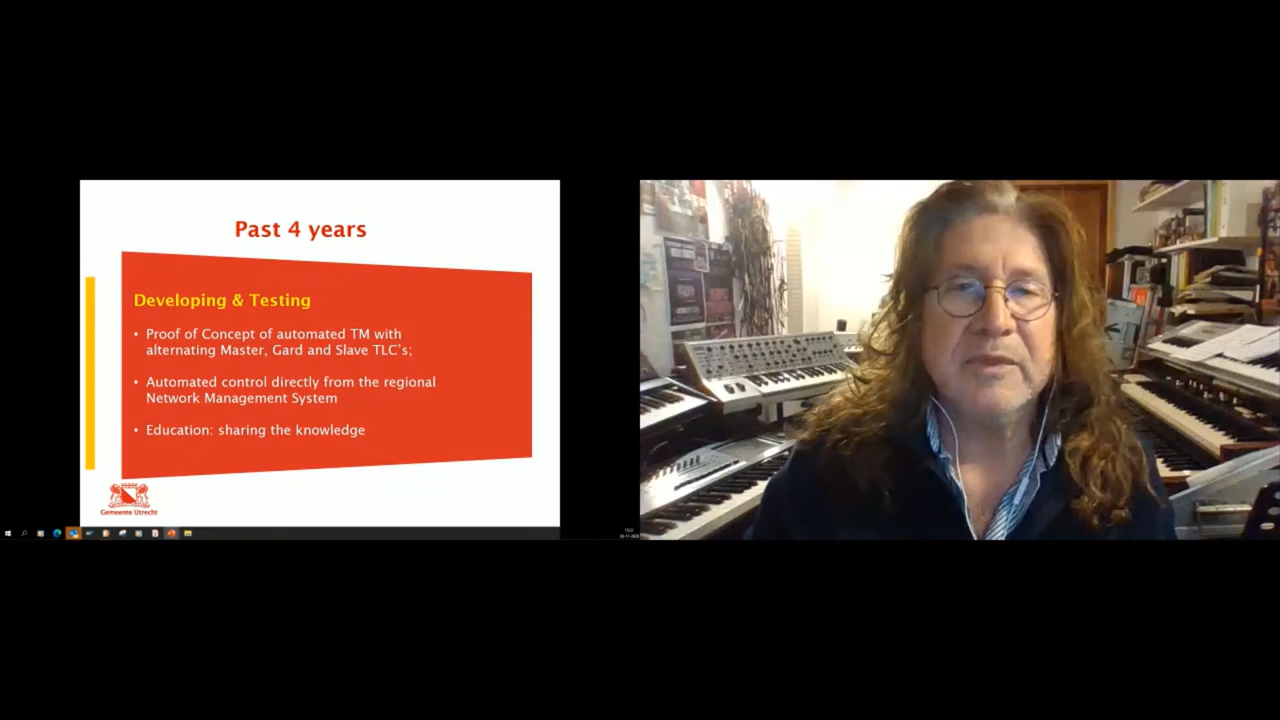 Past 4 years
Developing & Testing
• Proof of Concept of automated TM with
alternating Master, Gard and Slave TLC's;
• Automated control directly from the regional
Network Management System
• Education: sharing the knowledge
Gemeente Utrecht